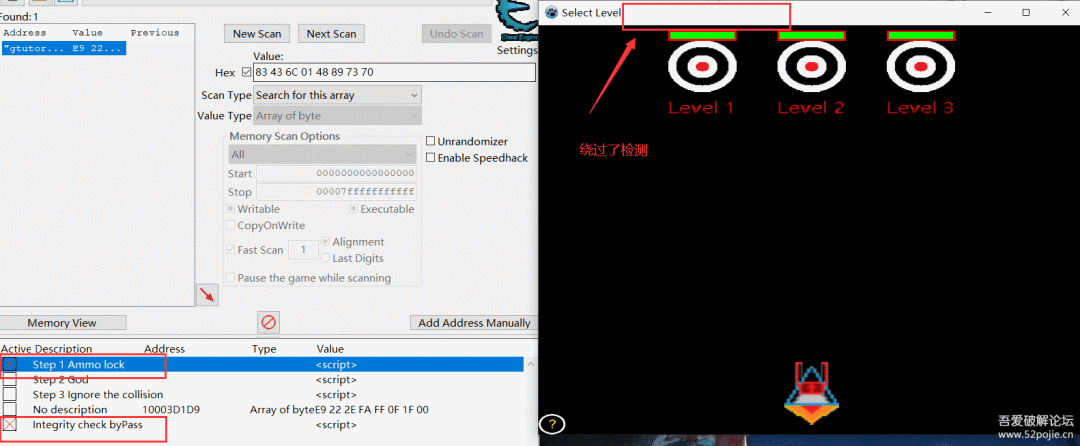 Found: 1
Address Value Previous
"gtutor... E9 22...
New Scan Next Scan Undo Scan
Settings
Value:
Hex 83 43 6C 01 48 89 73 70
Scan Type Search for this array
Value Type Array of byte
Memory Scan Options
All
Start 0000000000000000
Stop 00007fffffffffff
Writable Executable
CopyOnWrite
Fast Scan 1 Alignment
Last Digits
Pause the game while scanning
Unrandomizer
Enable Speedhack
Memory View Add Address Manually
Active Description Address Type Value
Step 1 Ammo lock <script>
Step 2 God <script>
Step 3 Ignore the collision <script>
No description 10003D1D9 Array of byte E9 22 2E FA FF 0F 1F 00
Integrity check byPass <script>
Select Level
Level 1 Level 2 Level 3
绕过了检测
?
吾爱破解论坛
www.52pojie.cn